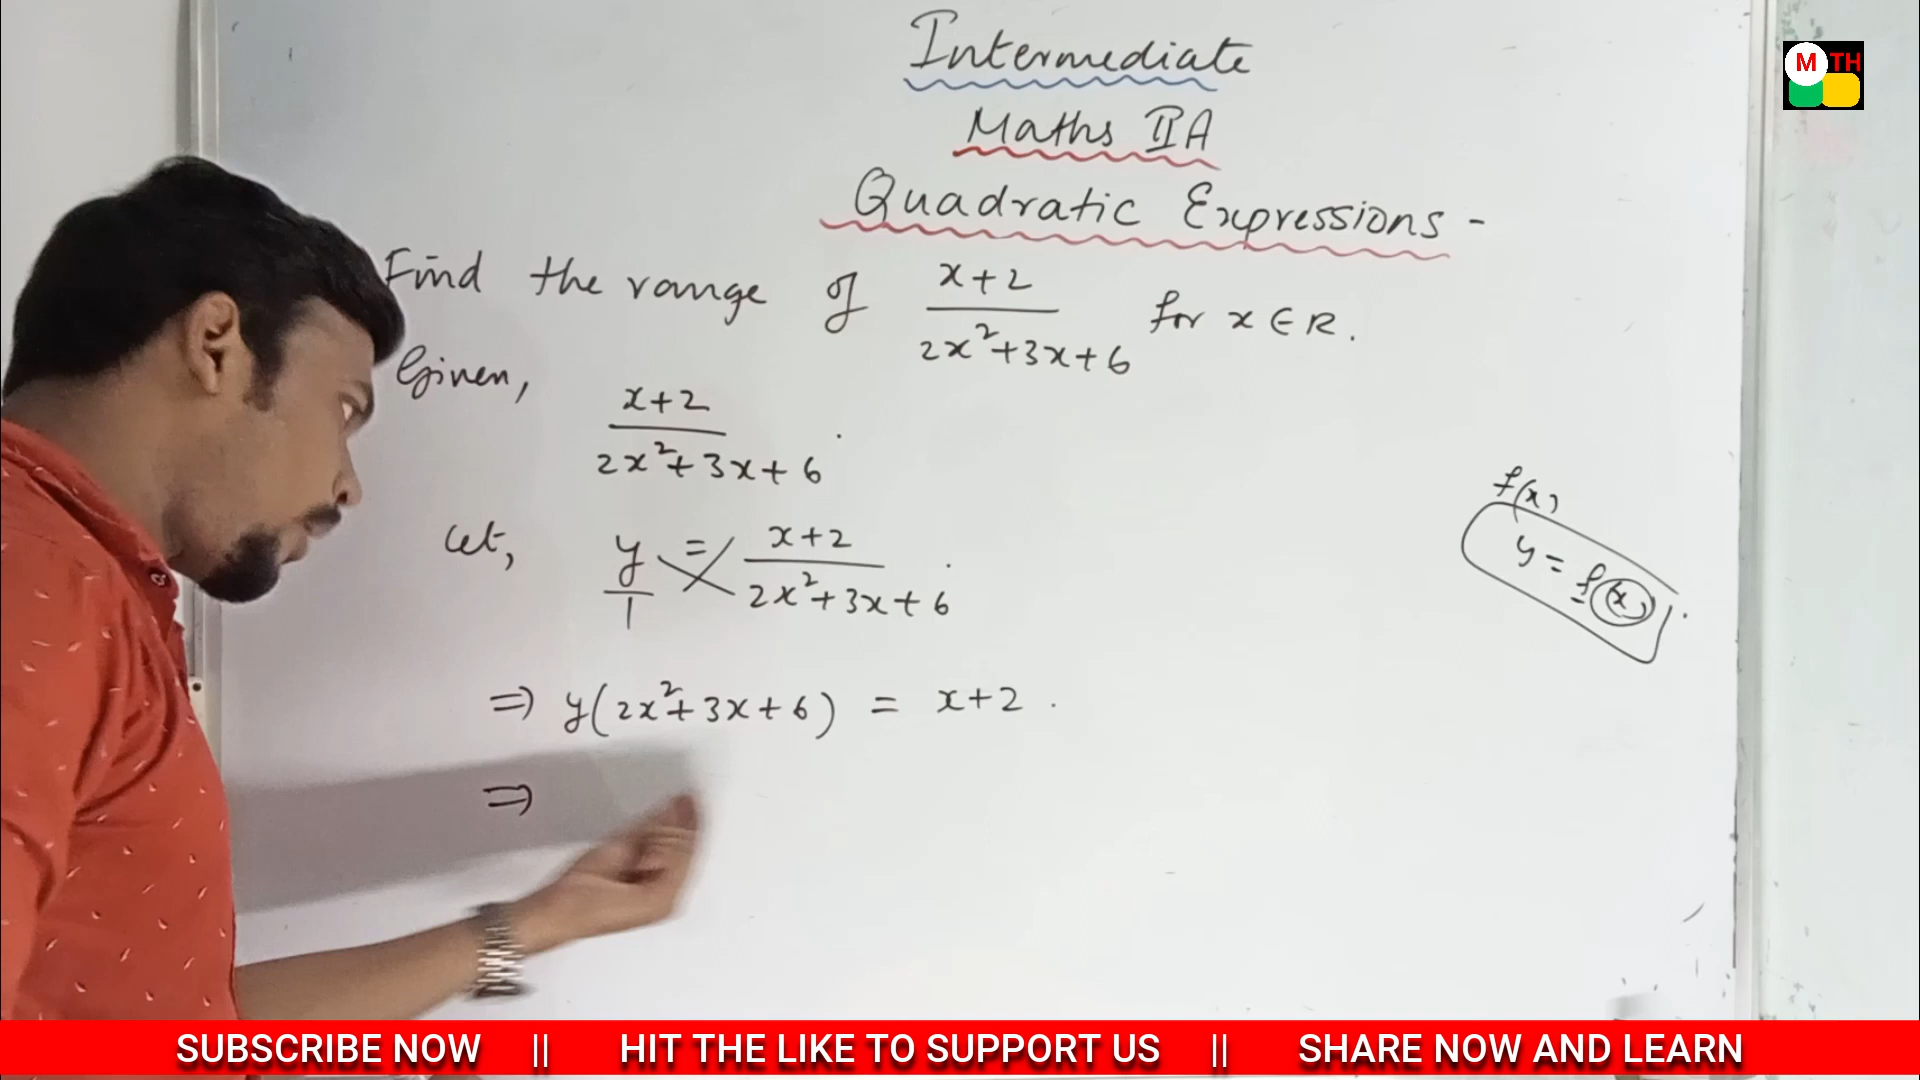 Intermediate
Maths IIA
Quadratic Expressions -
Find the range of x+2 / 2x²+3x+6 for x ∈ R.
Given,
x+2 / 2x²+3x+6 .
Let, y/1 = x+2 / 2x²+3x+6 .
⇒ y(2x²+3x+6) = x+2 .
⇒
f(x)
y = f(x) .
M TH
SUBSCRIBE NOW || HIT THE LIKE TO SUPPORT US || SHARE NOW AND LEARN